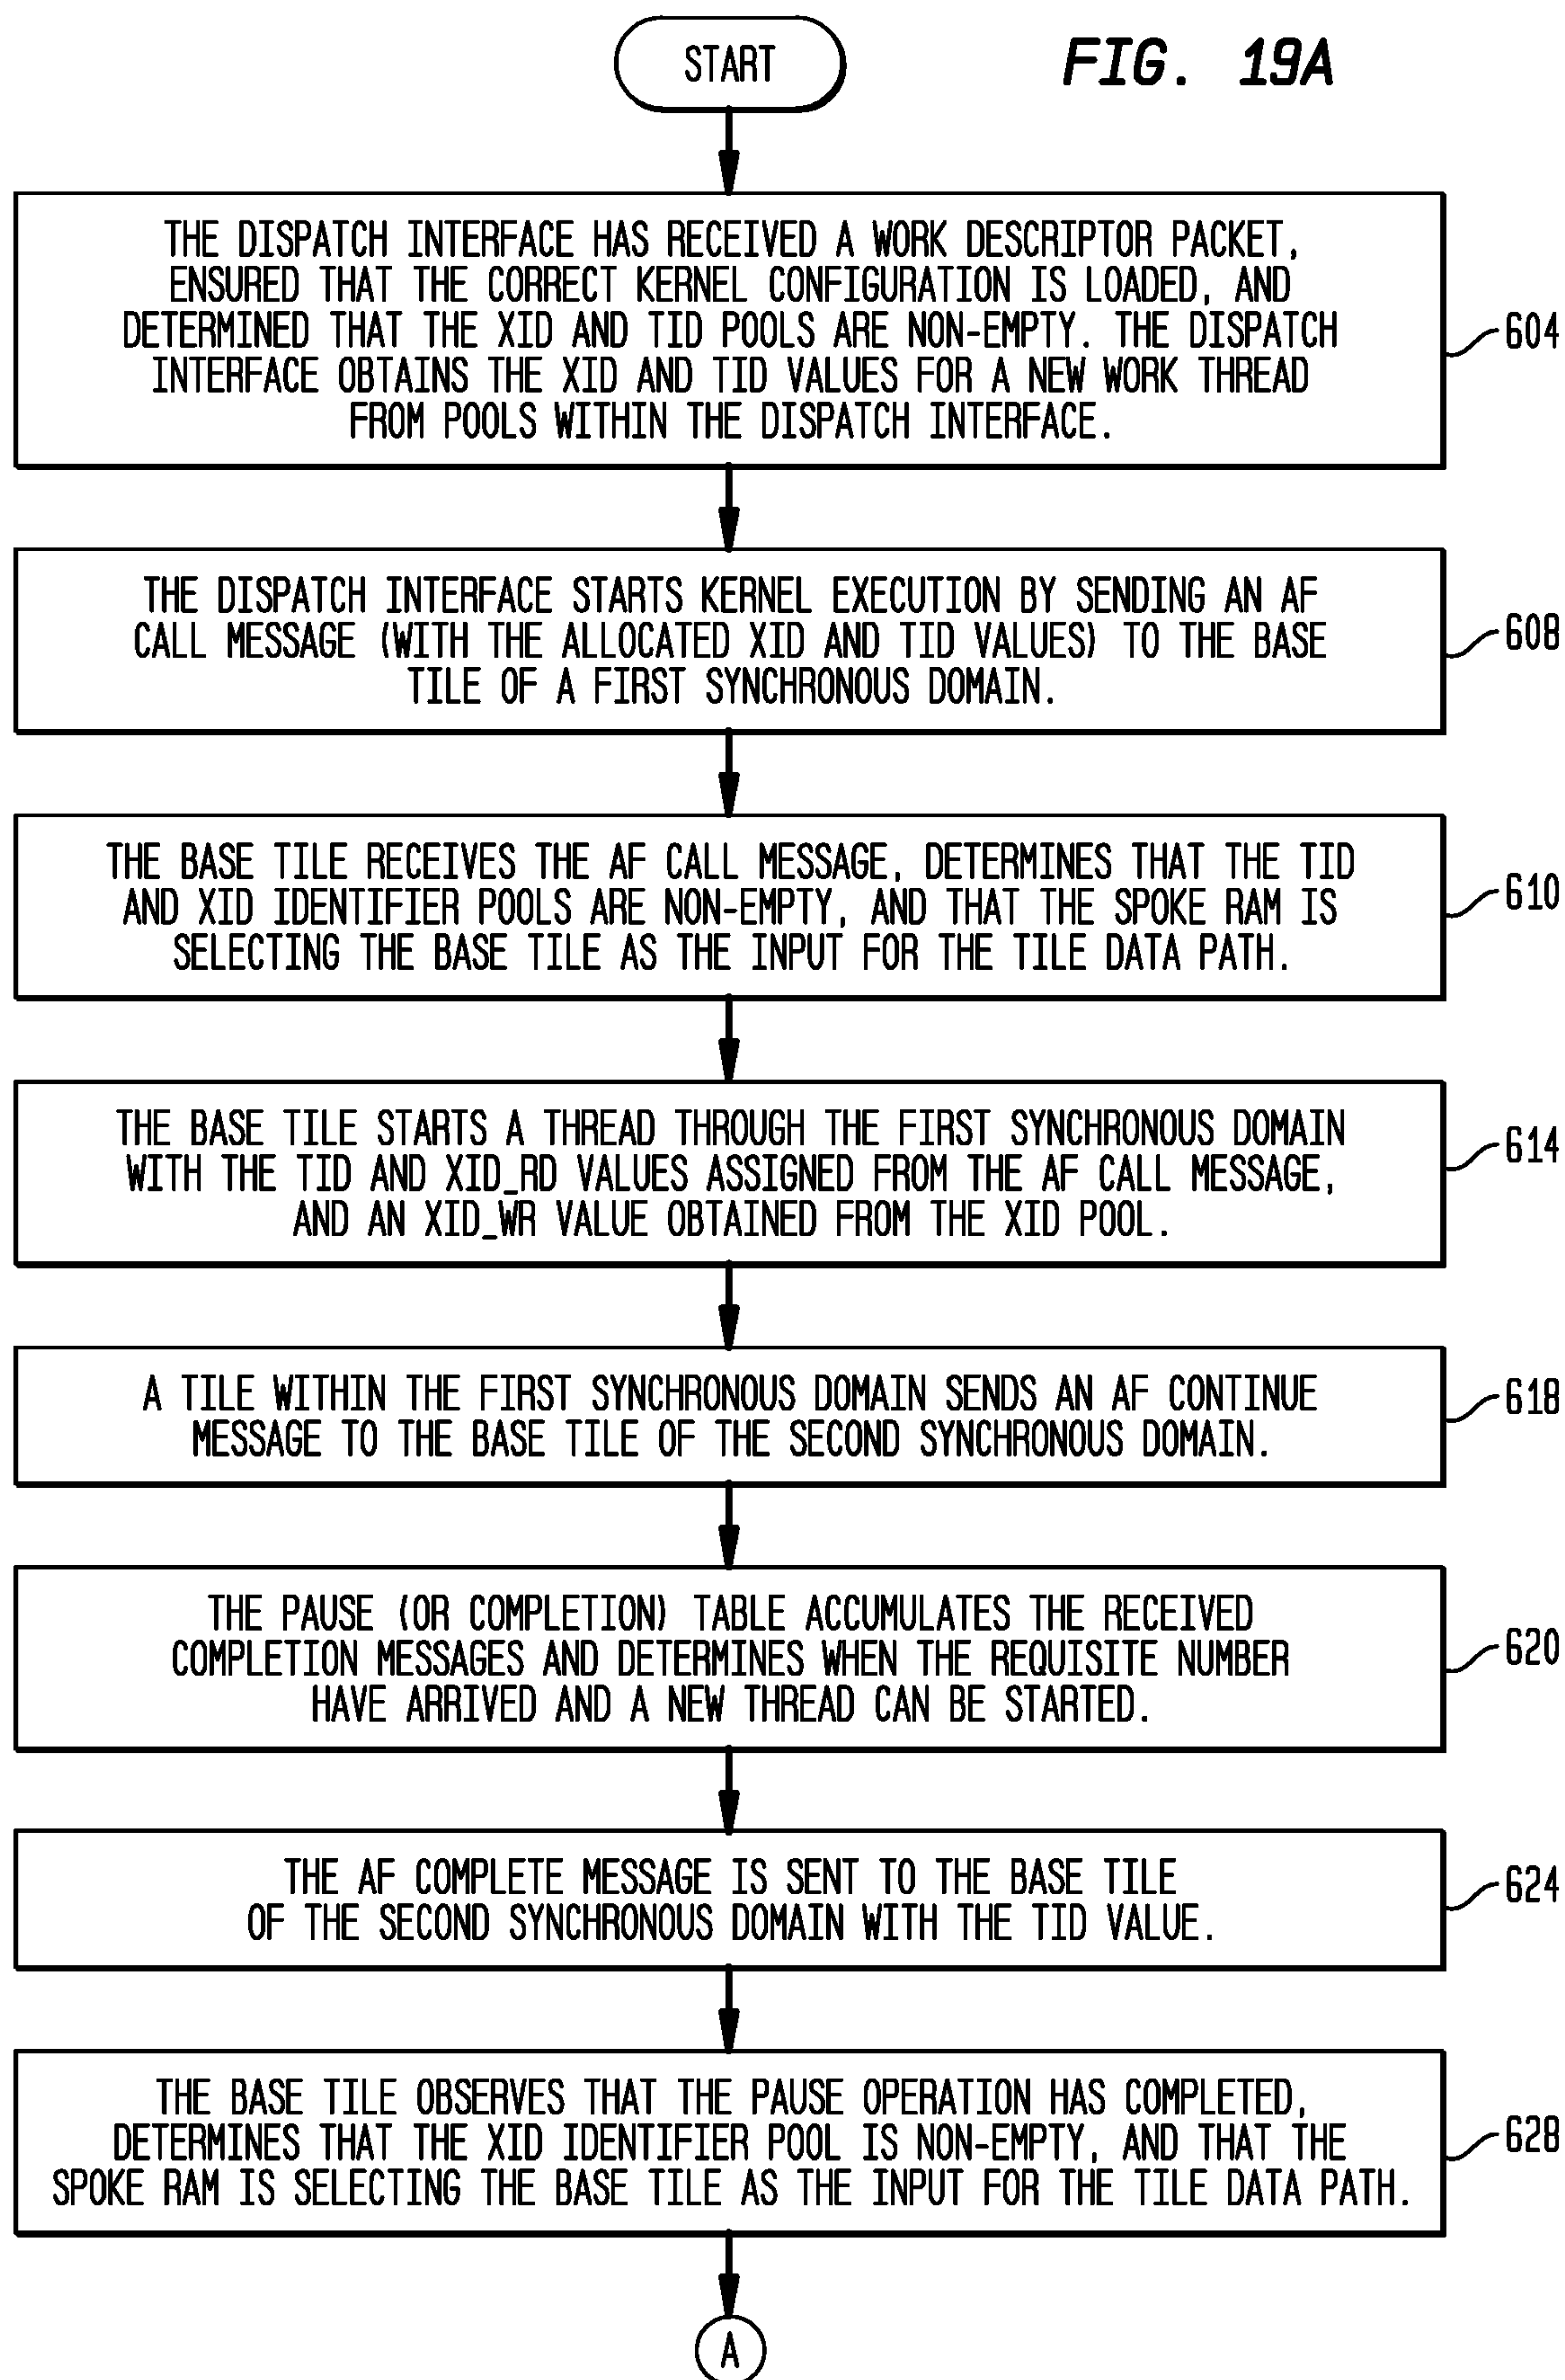 START
FIG. 19A
THE DISPATCH INTERFACE HAS RECEIVED A WORK DESCRIPTOR PACKET,
ENSURED THAT THE CORRECT KERNEL CONFIGURATION IS LOADED, AND
DETERMINED THAT THE XID AND TID POOLS ARE NON-EMPTY. THE DISPATCH
INTERFACE OBTAINS THE XID AND TID VALUES FOR A NEW WORK THREAD
FROM POOLS WITHIN THE DISPATCH INTERFACE.
604
THE DISPATCH INTERFACE STARTS KERNEL EXECUTION BY SENDING AN AF
CALL MESSAGE (WITH THE ALLOCATED XID AND TID VALUES) TO THE BASE
TILE OF A FIRST SYNCHRONOUS DOMAIN.
608
THE BASE TILE RECEIVES THE AF CALL MESSAGE, DETERMINES THAT THE TID
AND XID IDENTIFIER POOLS ARE NON-EMPTY, AND THAT THE SPOKE RAM IS
SELECTING THE BASE TILE AS THE INPUT FOR THE TILE DATA PATH.
610
THE BASE TILE STARTS A THREAD THROUGH THE FIRST SYNCHRONOUS DOMAIN
WITH THE TID AND XID_RD VALUES ASSIGNED FROM THE AF CALL MESSAGE,
AND AN XID_WR VALUE OBTAINED FROM THE XID POOL.
614
A TILE WITHIN THE FIRST SYNCHRONOUS DOMAIN SENDS AN AF CONTINUE
MESSAGE TO THE BASE TILE OF THE SECOND SYNCHRONOUS DOMAIN.
618
THE PAUSE (OR COMPLETION) TABLE ACCUMULATES THE RECEIVED
COMPLETION MESSAGES AND DETERMINES WHEN THE REQUISITE NUMBER
HAVE ARRIVED AND A NEW THREAD CAN BE STARTED.
620
THE AF COMPLETE MESSAGE IS SENT TO THE BASE TILE
OF THE SECOND SYNCHRONOUS DOMAIN WITH THE TID VALUE.
624
THE BASE TILE OBSERVES THAT THE PAUSE OPERATION HAS COMPLETED,
DETERMINES THAT THE XID IDENTIFIER POOL IS NON-EMPTY, AND THAT THE
SPOKE RAM IS SELECTING THE BASE TILE AS THE INPUT FOR THE TILE DATA PATH.
628
A